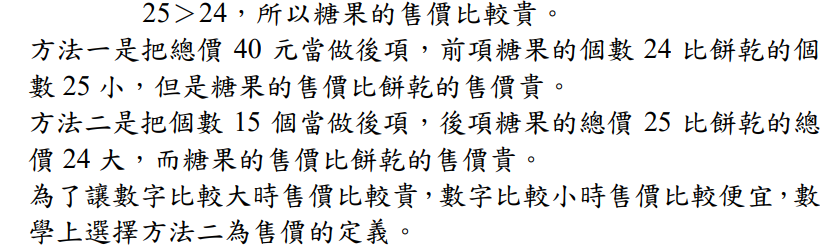 25＞24，所以糖果的售價比較貴。
方法一是把總價 40 元當做後項，前項糖果的個數 24 比餅乾的個
數 25 小，但是糖果的售價比餅乾的售價貴。
方法二是把個數 15 個當做後項，後項糖果的總價 25 比餅乾的總
價 24 大，而糖果的售價比餅乾的售價貴。
為了讓數字比較大時售價比較貴，數字比較小時售價比較便宜，數
學上選擇方法二為售價的定義。